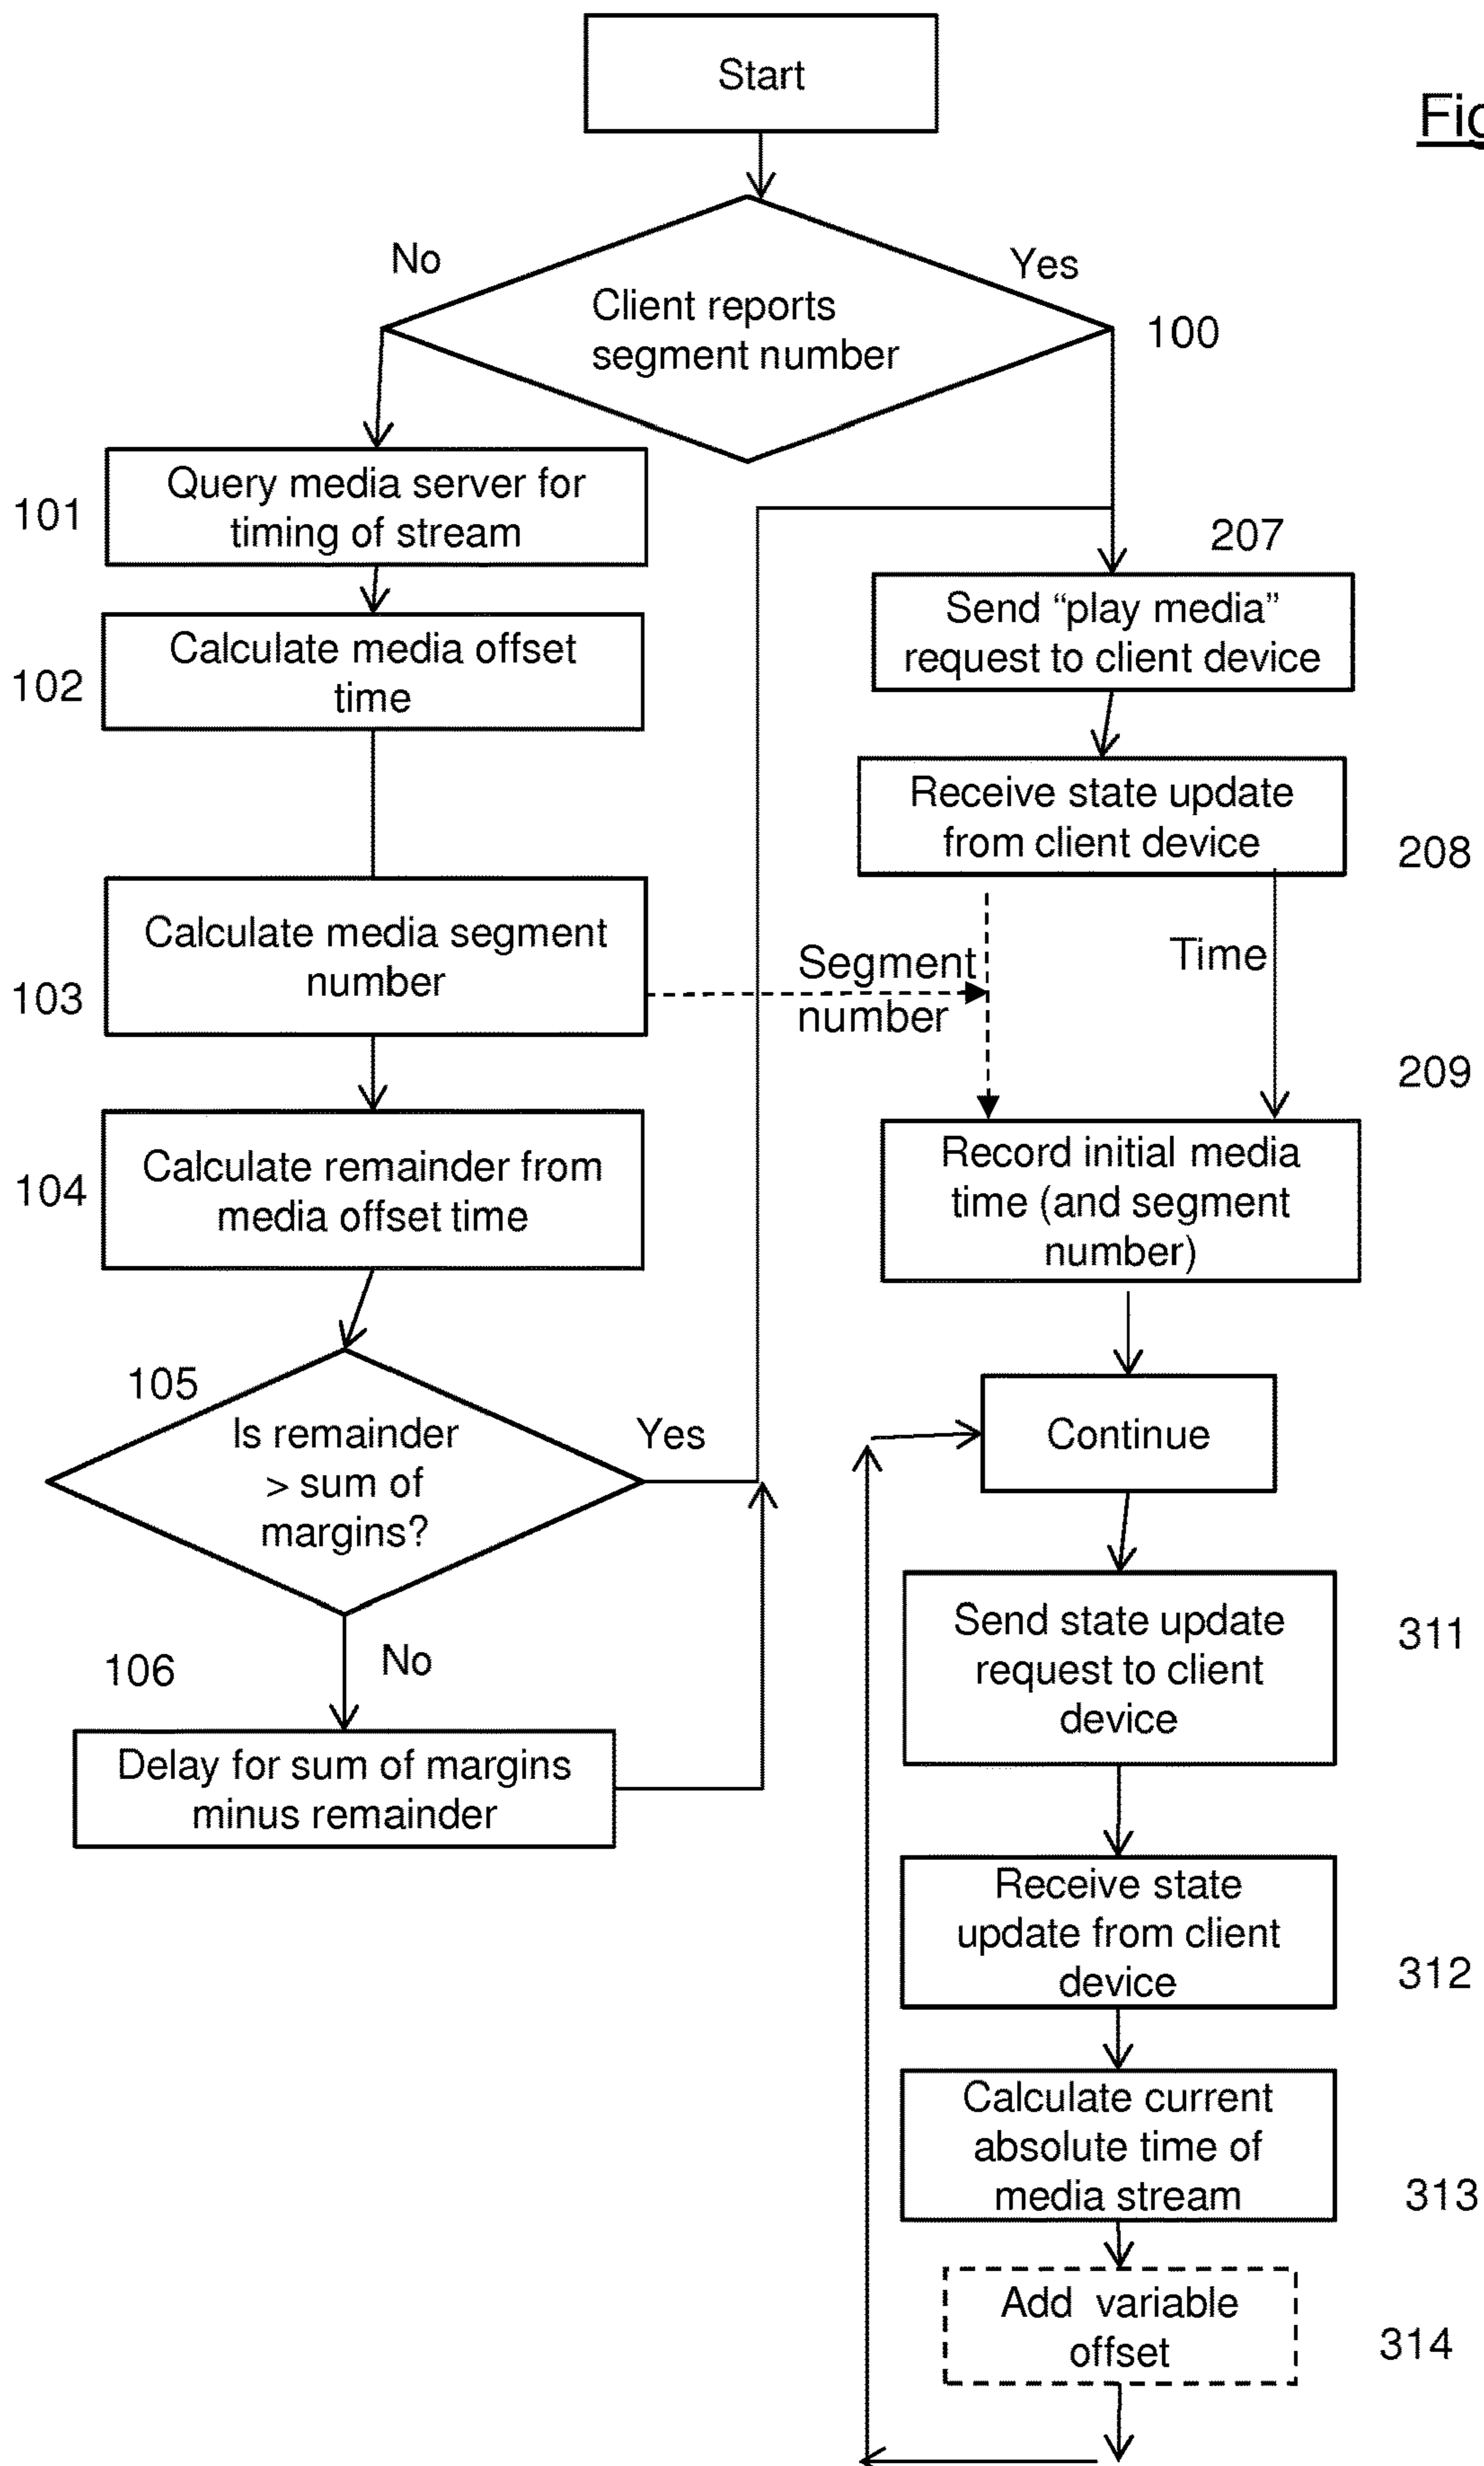 Start
Fig
No
Yes
Client reports
segment number
100
101
Query media server for
timing of stream
207
Send “play media”
request to client device
102
Calculate media offset
time
Receive state update
from client device
208
103
Calculate media segment
number
Segment
number
Time
209
104
Calculate remainder from
media offset time
Record initial media
time (and segment
number)
105
Is remainder
> sum of
margins?
Yes
Continue
106
No
Send state update
request to client
device
311
Delay for sum of margins
minus remainder
Receive state
update from client
device
312
Calculate current
absolute time of
media stream
313
Add variable
offset
314